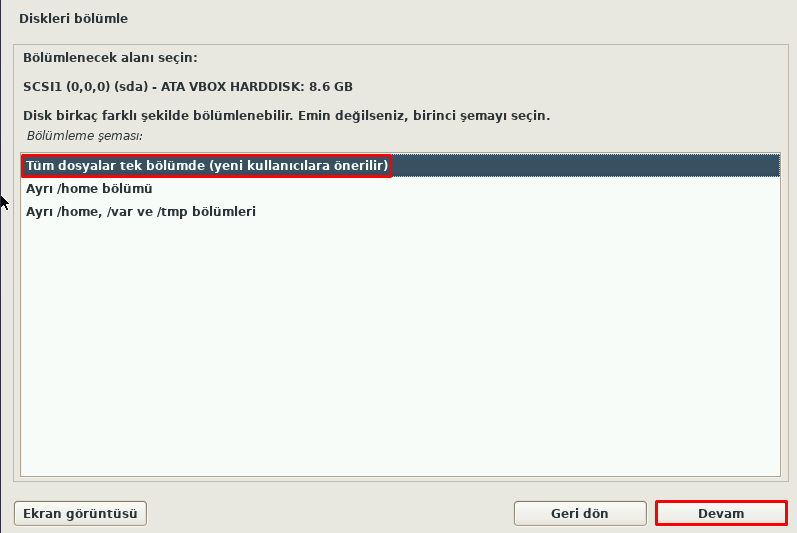 Diskleri bölümle
Bölümlenecek alanı seçin:
SCSI1 (0,0,0) (sda) - ATA VBOX HARDDISK: 8.6 GB
Disk birkaç farklı şekilde bölümlenebilir. Emin değilseniz, birinci şemayı seçin.
Bölümleme şeması:
Tüm dosyalar tek bölümde (yeni kullanıcılara önerilir)
Ayrı /home bölümü
Ayrı /home, /var ve /tmp bölümleri
Ekran görüntüsü
Geri dön
Devam